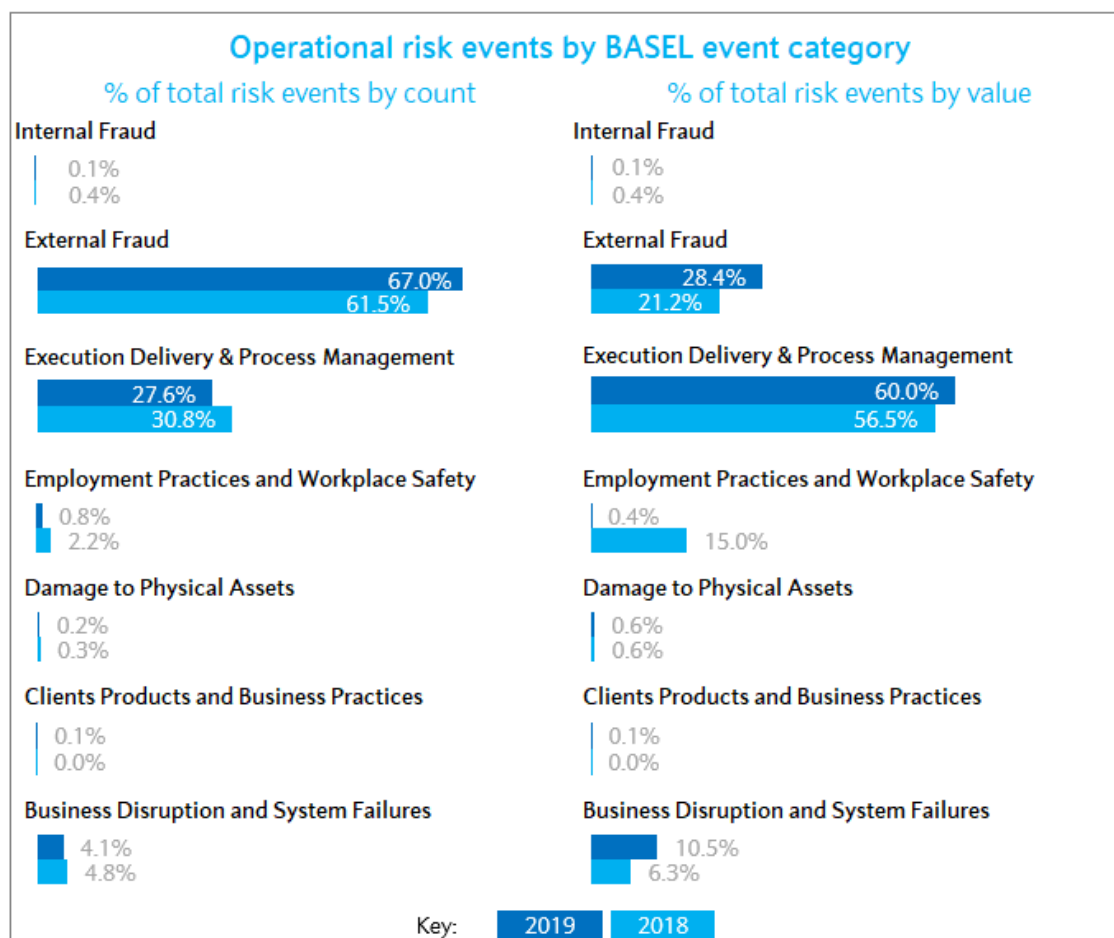 Operational risk events by BASEL event category
% of total risk events by count
Internal Fraud
0.1%
0.4%
External Fraud
67.0%
61.5%
Execution Delivery & Process Management
27.6%
30.8%
Employment Practices and Workplace Safety
0.8%
2.2%
Damage to Physical Assets
0.2%
0.3%
Clients Products and Business Practices
0.1%
0.0%
Business Disruption and System Failures
4.1%
4.8%
% of total risk events by value
Internal Fraud
0.1%
0.4%
External Fraud
28.4%
21.2%
Execution Delivery & Process Management
60.0%
56.5%
Employment Practices and Workplace Safety
0.4%
15.0%
Damage to Physical Assets
0.6%
0.6%
Clients Products and Business Practices
0.1%
0.0%
Business Disruption and System Failures
10.5%
6.3%
Key: 2019 2018